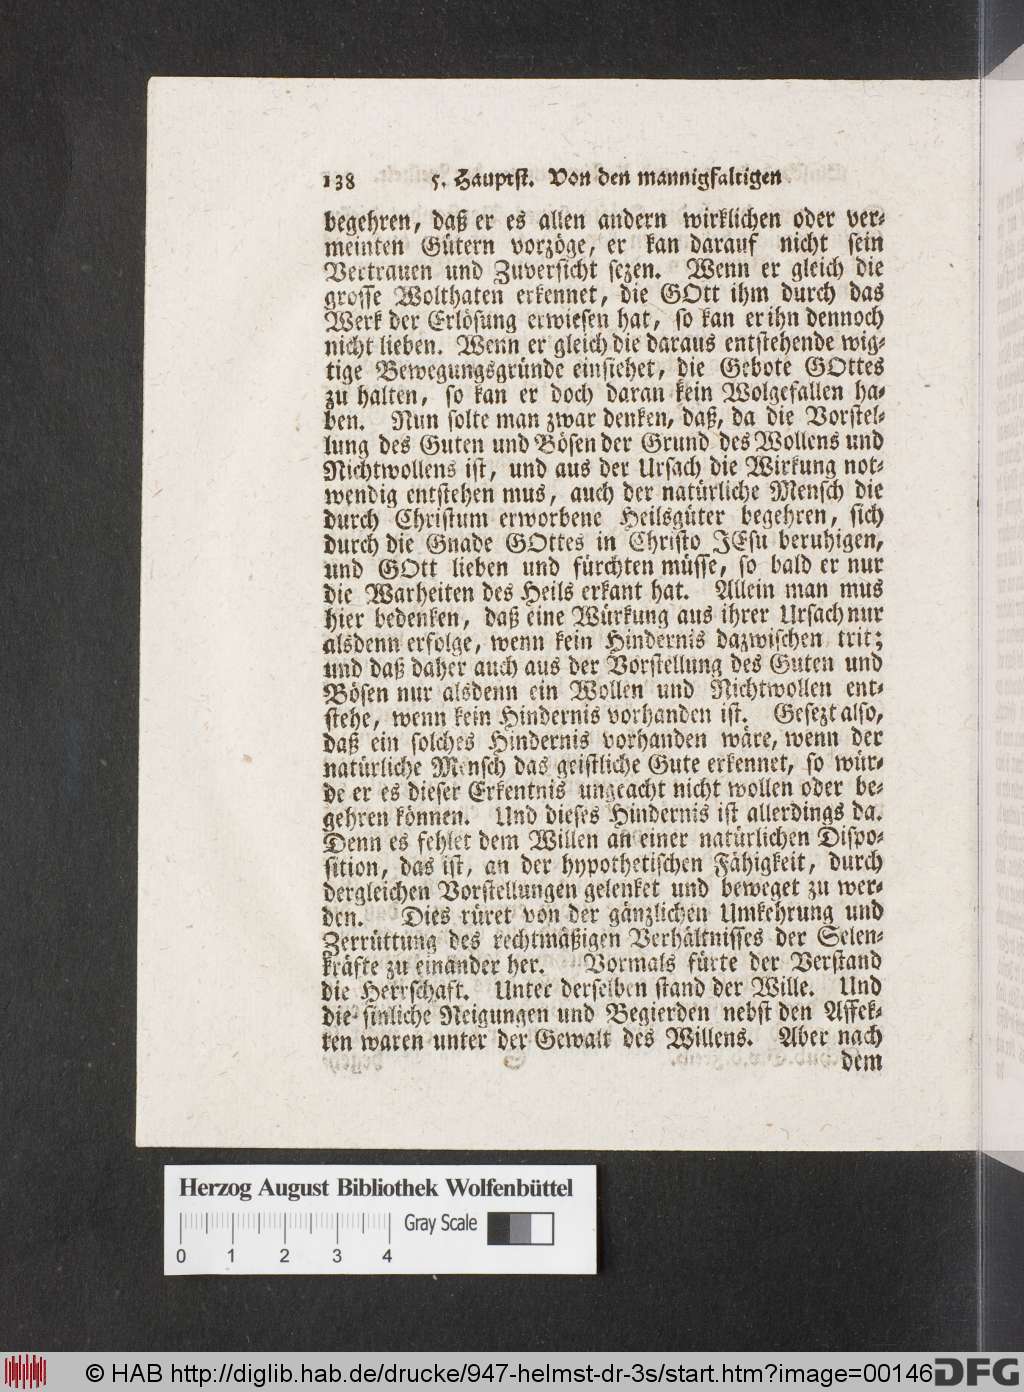 138 5. Hauptst. Von den mannigfaltigen
begehren, daß er es allen andern wirklichen oder ver-
meinten Gütern vorzöge, er kan darauf nicht sein
Vertrauen und Zuversicht sezen. Wenn er gleich die
grosse Wolthaten erkennet, die GOtt ihm durch das
Werk der Erlösung erwiesen hat, so kan er ihn dennoch
nicht lieben. Wenn er gleich die daraus entstehende wig-
tige Bewegungsgründe einsiehet, die Gebote GOttes
zu halten, so kan er doch daran kein Wolgefallen ha-
ben. Nun solte man zwar denken, daß, da die Vorstel-
lung des Guten und Bösen der Grund des Wollens und
Nichtwollens ist, und aus der Ursach die Wirkung not-
wendig entstehen mus, auch der natürliche Mensch die
durch Christum erworbene Heilsgüter begehren, sich
durch die Gnade GOttes in Christo JEsu beruhigen,
und GOtt lieben und fürchten müsse, so bald er nur
die Warheiten des Heils erkant hat. Allein man mus
hier bedenken, daß eine Würkung aus ihrer Ursach nur
alsdenn erfolge, wenn kein Hindernis dazwischen trit;
und daß daher auch aus der Vorstellung des Guten und
Bösen nur alsdenn ein Wollen und Nichtwollen ent-
stehe, wenn kein Hindernis vorhanden ist. Gesezt also,
daß ein solches Hindernis vorhanden wäre, wenn der
natürliche Mensch das geistliche Gute erkennet, so wür-
de er es dieser Erkentnis ungeacht nicht wollen oder be-
gehren können. Und dieses Hindernis ist allerdings da.
Denn es fehlet dem Willen an einer natürlichen Dispo-
sition, das ist, an der hypothetischen Fähigkeit, durch
dergleichen Vorstellungen gelenket und beweget zu wer-
den. Dies rüret von der gänzlichen Umkehrung und
Zerrüttung des rechtmäßigen Verhältnisses der Selen-
kräfte zu einander her. Vormals fürte der Verstand
die Herrschaft. Unter derselben stand der Wille. Und
die sinliche Neigungen und Begierden nebst den Affek-
ten waren unter der Gewalt des Willens. Aber nach
dem
Herzog August Bibliothek Wolfenbüttel
Gray Scale
0 1 2 3 4
© HAB http://diglib.hab.de/drucke/947-helmst-dr-3s/start.htm?image=00146 DFG